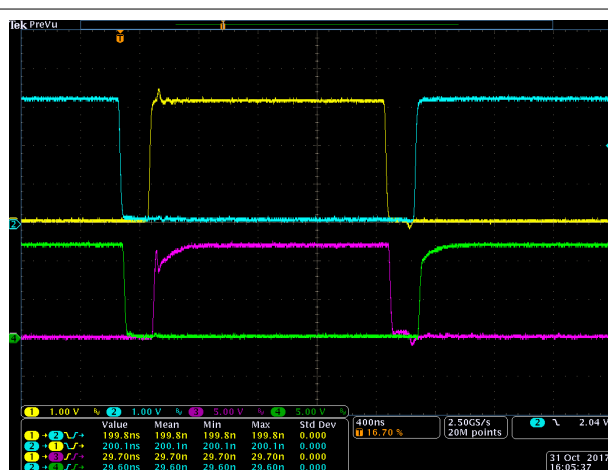 Tek PreVu
T
T
2
4
1 1.00 V 2 1.00 V 3 5.00 V 4 5.00 V
400ns
T 16.70 %
2.50GS/s
20M points
2 2.04 V
Value Mean Min Max Std Dev
1 → 2 199.8ns 199.8n 199.8n 199.8n 0.000
2 → 1 200.1ns 200.1n 200.1n 200.1n 0.000
1 → 3 29.70ns 29.70n 29.70n 29.70n 0.000
2 → 4 29.60ns 29.60n 29.60n 29.60n 0.000
31 Oct 2017
16:05:37